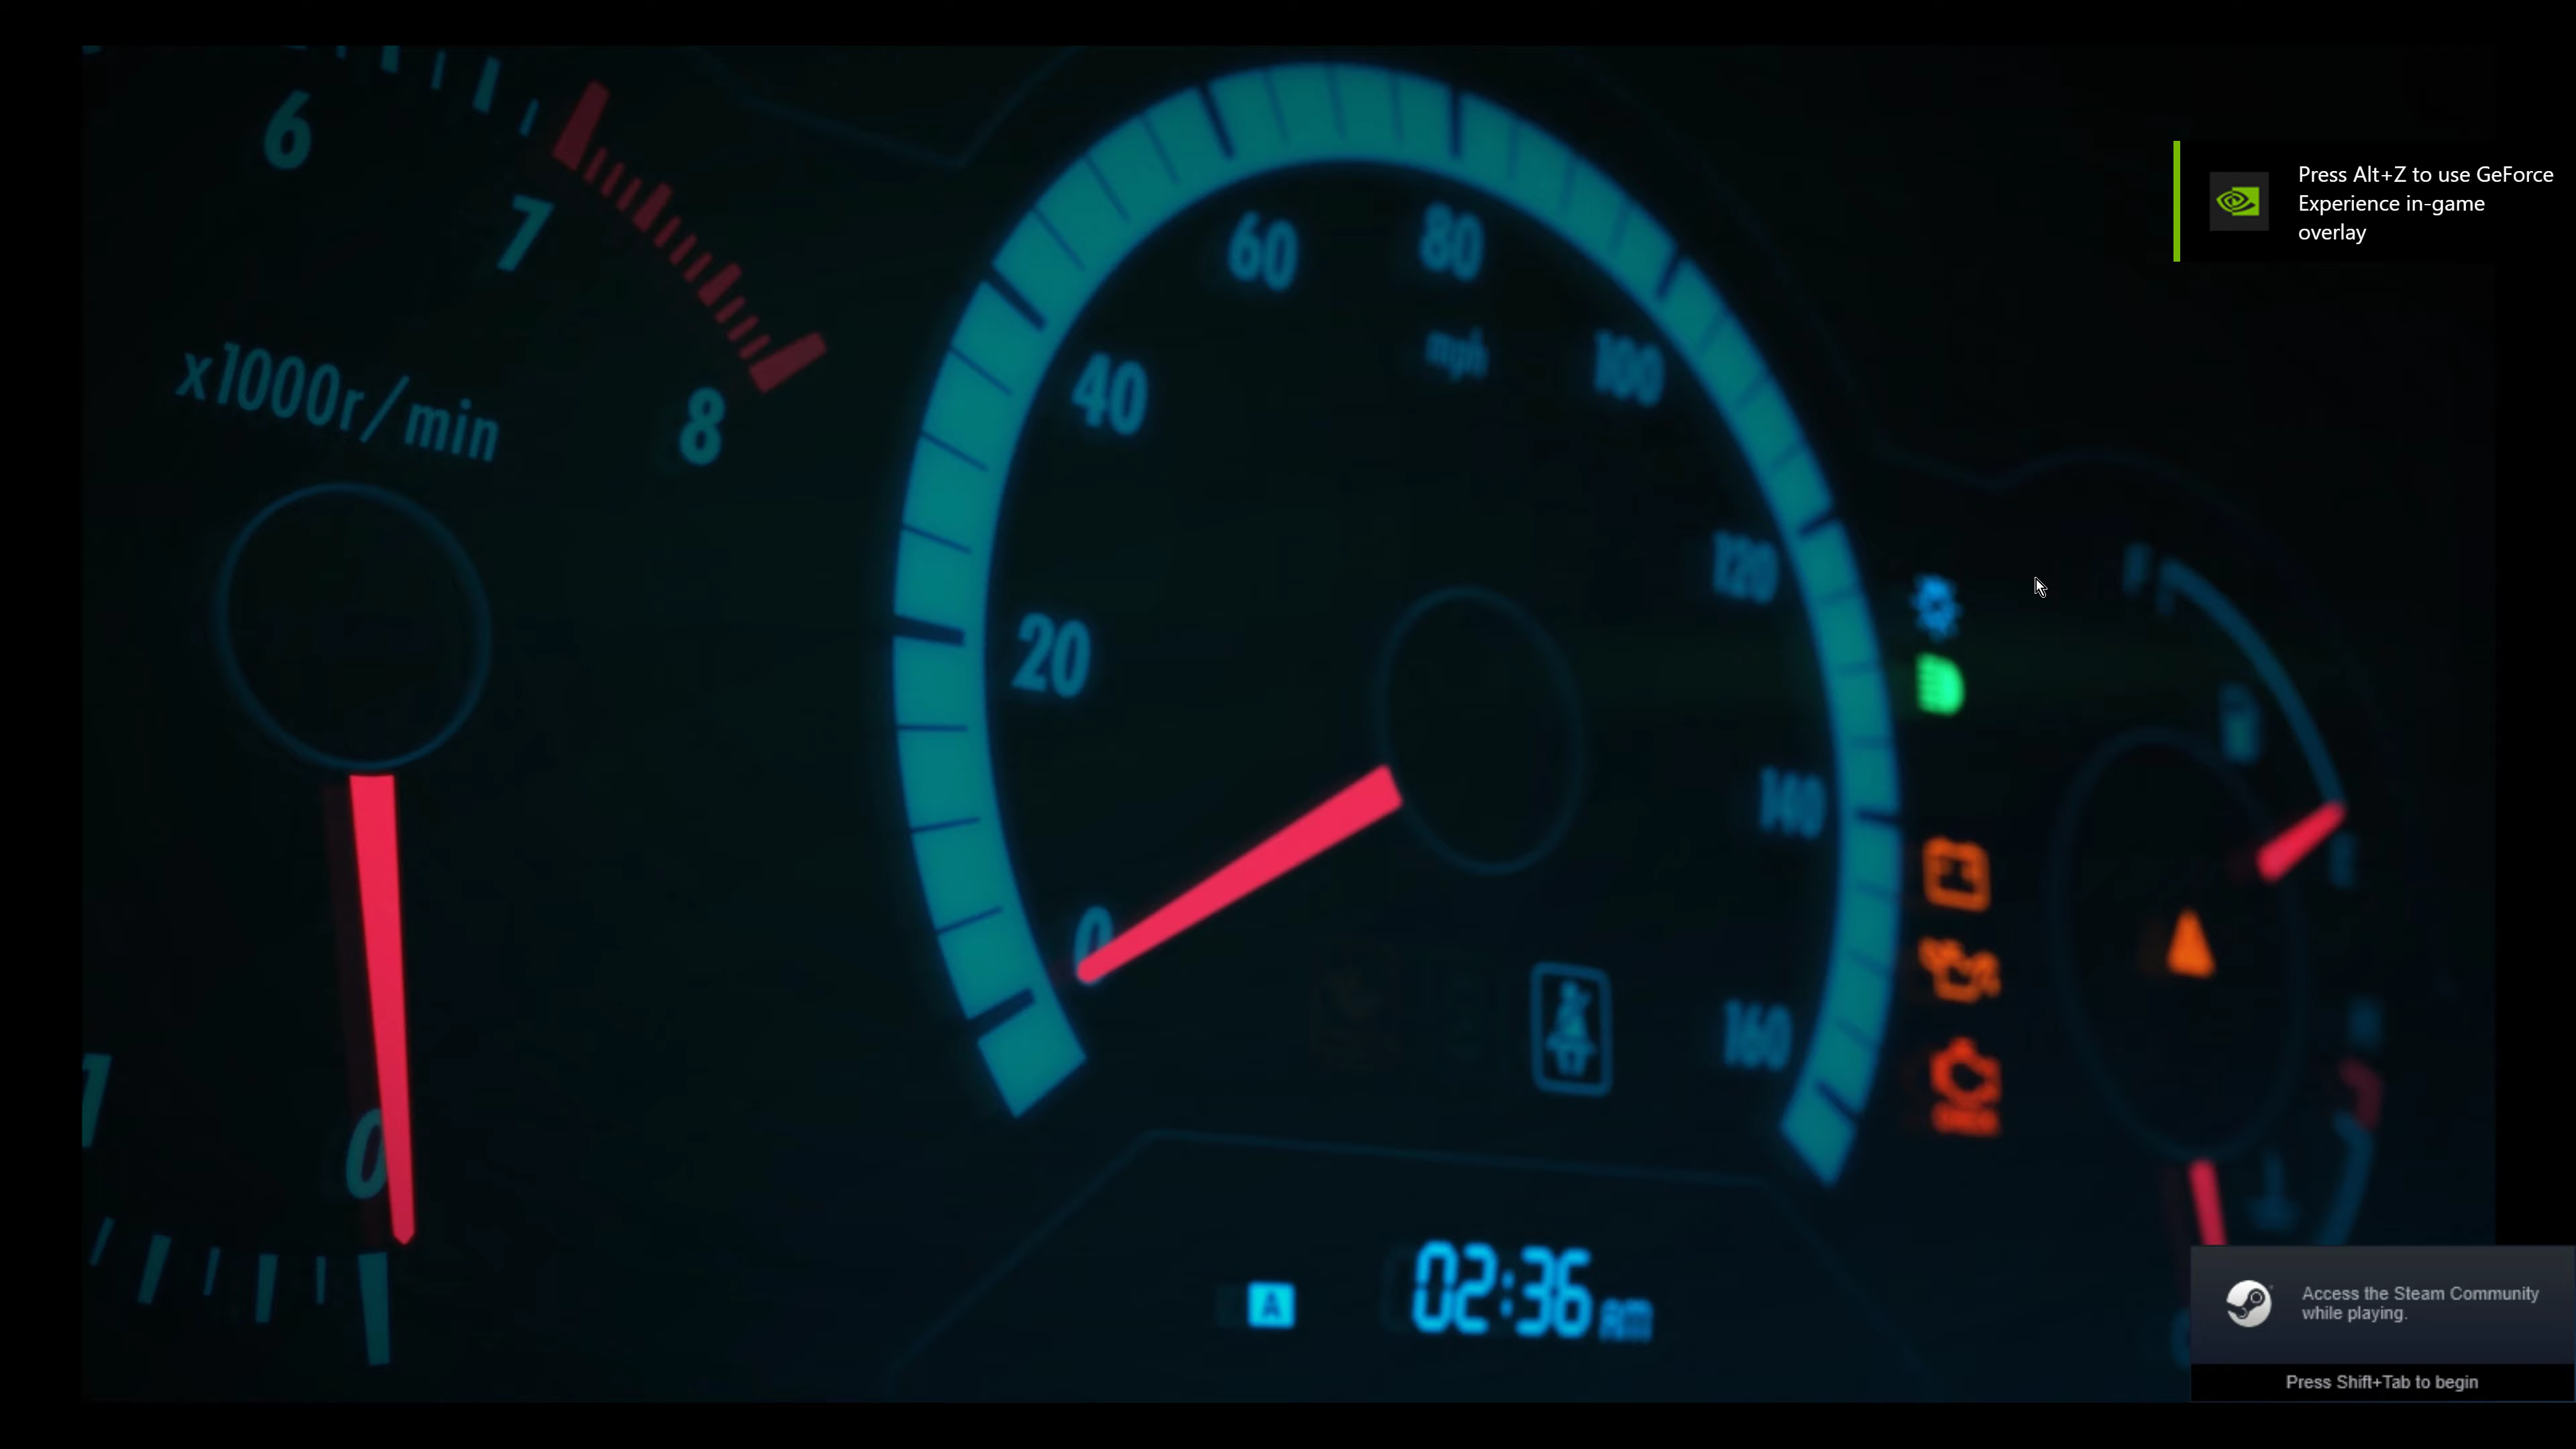 6
7
8
x1000r/min
1
0
60
80
mph
40
100
20
120
140
0
160
A
02:36 AM
F
Press Alt+Z to use GeForce
Experience in-game
overlay
Access the Steam Community
while playing.
Press Shift+Tab to begin